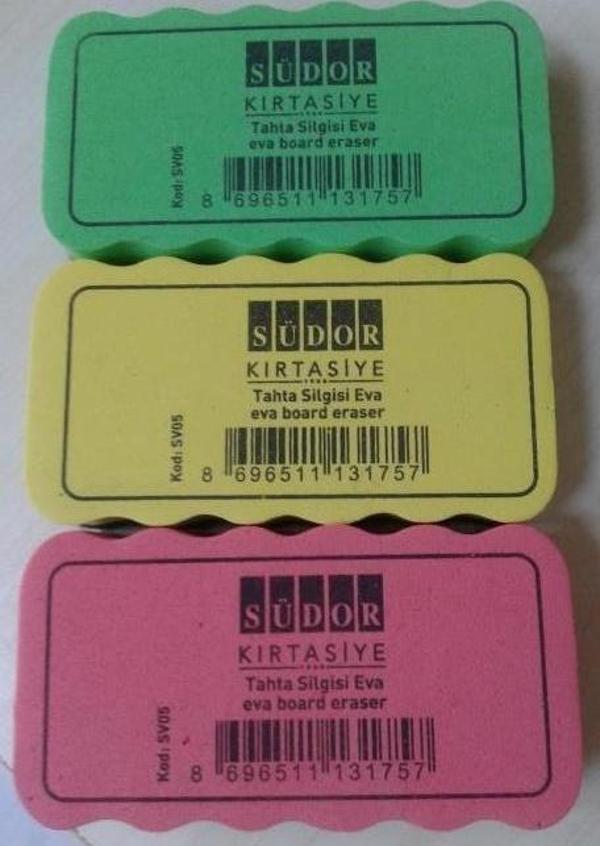 SÜDOR
KIRTASİYE
Tahta Silgisi Eva
eva board eraser
Kod: SV05
8 696511 131757
SÜDOR
KIRTASİYE
Tahta Silgisi Eva
eva board eraser
Kod: SV05
8 696511 131757
SÜDOR
KIRTASİYE
Tahta Silgisi Eva
eva board eraser
Kod: SV05
8 696511 131757